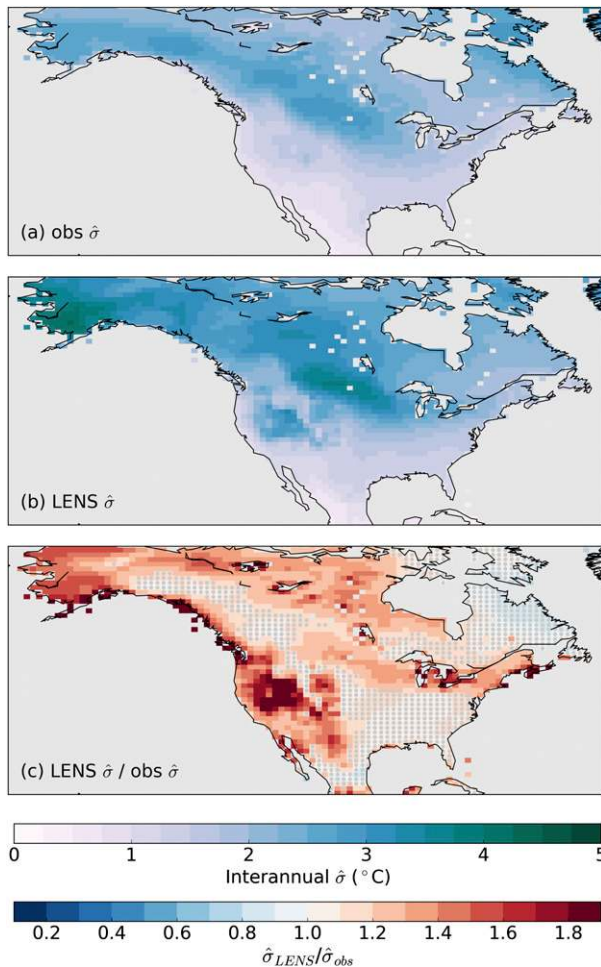 (a) obs σ̂
(b) LENS σ̂
(c) LENS σ̂ / obs σ̂
0 1 2 3 4 5
Interannual σ̂ (°C)
0.2 0.4 0.6 0.8 1.0 1.2 1.4 1.6 1.8
σ̂LENS/σ̂obs